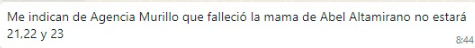 Me indican de Agencia Murillo que falleció la mama de Abel Altamirano no estará
21,22 y 23
8:44